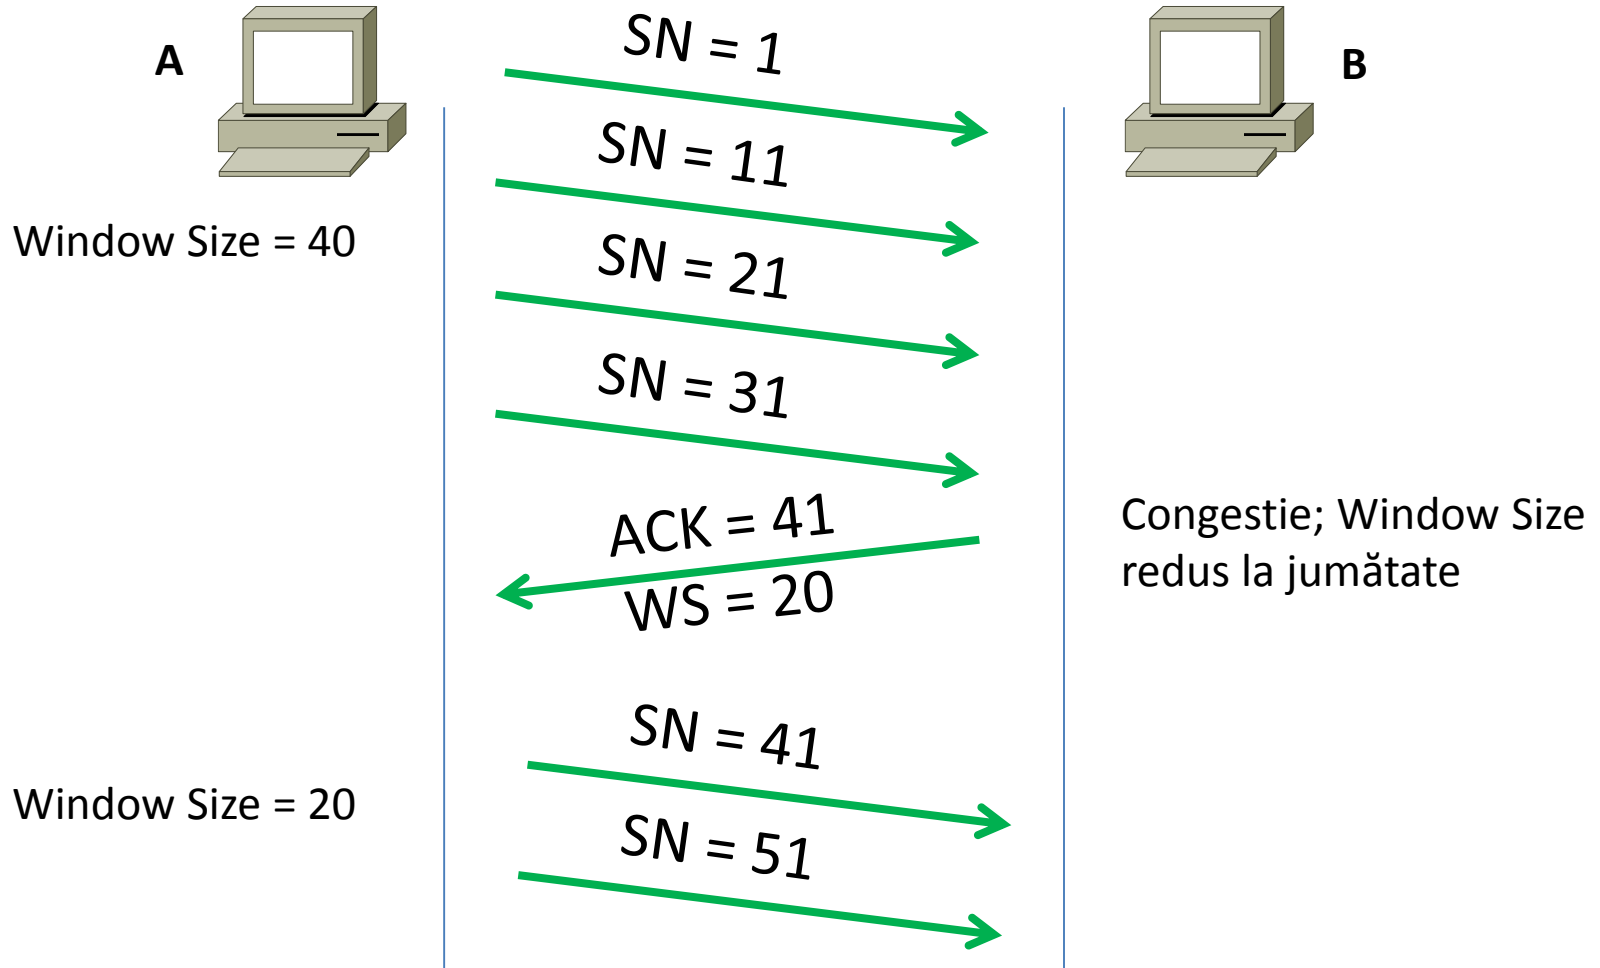 A
B
SN = 1
SN = 11
Window Size = 40
SN = 21
SN = 31
ACK = 41
WS = 20
Congestie; Window Size
redus la jumătate
SN = 41
Window Size = 20
SN = 51